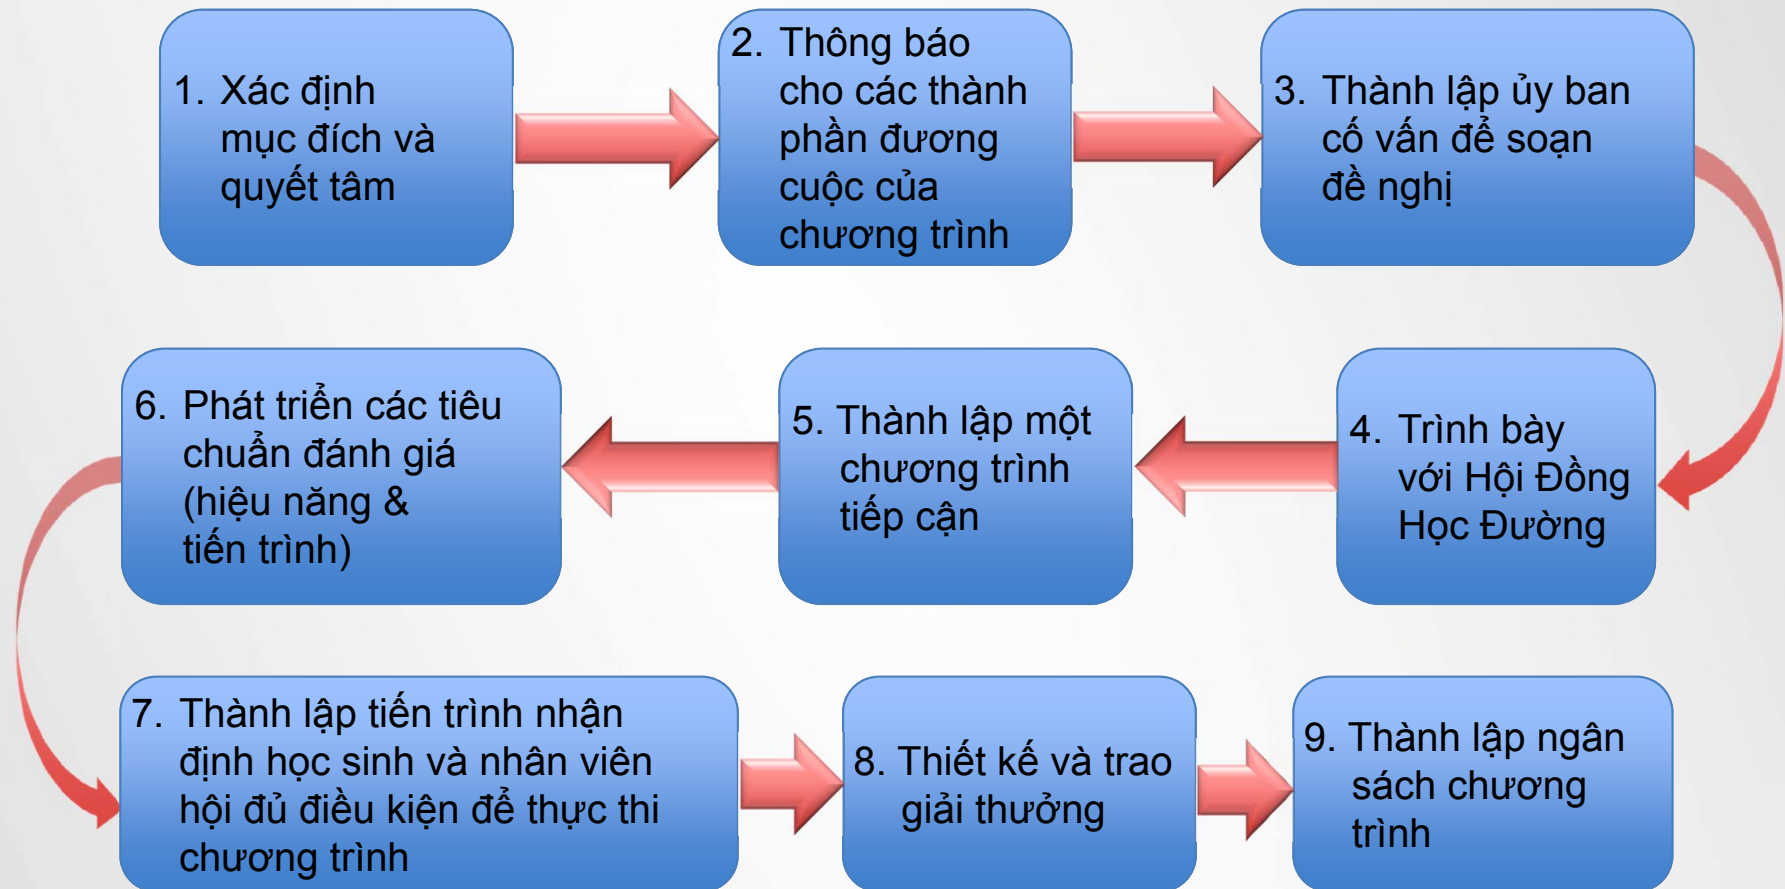 1. Xác định
mục đích và
quyết tâm
2. Thông báo
cho các thành
phần đương
cuộc của
chương trình
3. Thành lập ủy ban
cố vấn để soạn
đề nghị
4. Trình bày
với Hội Đồng
Học Đường
5. Thành lập một
chương trình
tiếp cận
6. Phát triển các tiêu
chuẩn đánh giá
(hiệu năng &
tiến trình)
7. Thành lập tiến trình nhận
định học sinh và nhân viên
hội đủ điều kiện để thực thi
chương trình
8. Thiết kế và trao
giải thưởng
9. Thành lập ngân
sách chương
trình